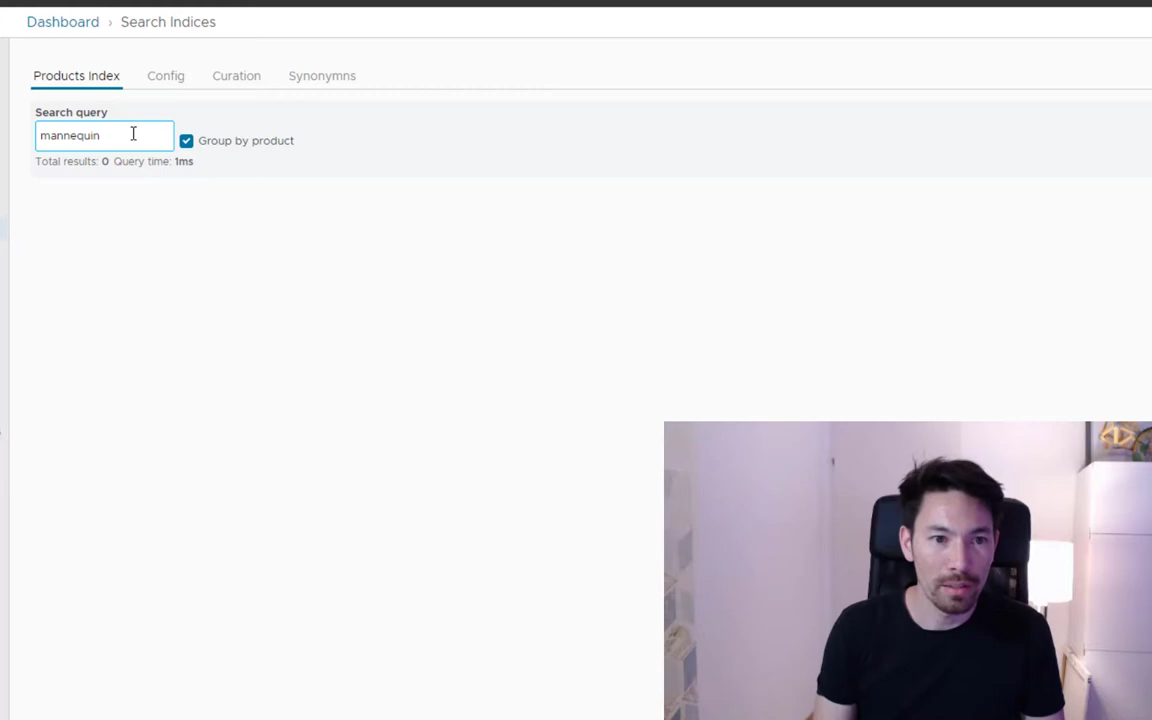 Dashboard › Search Indices
Products Index Config Curation Synonymns
Search query
mannequin
Group by product
Total results: 0 Query time: 1ms